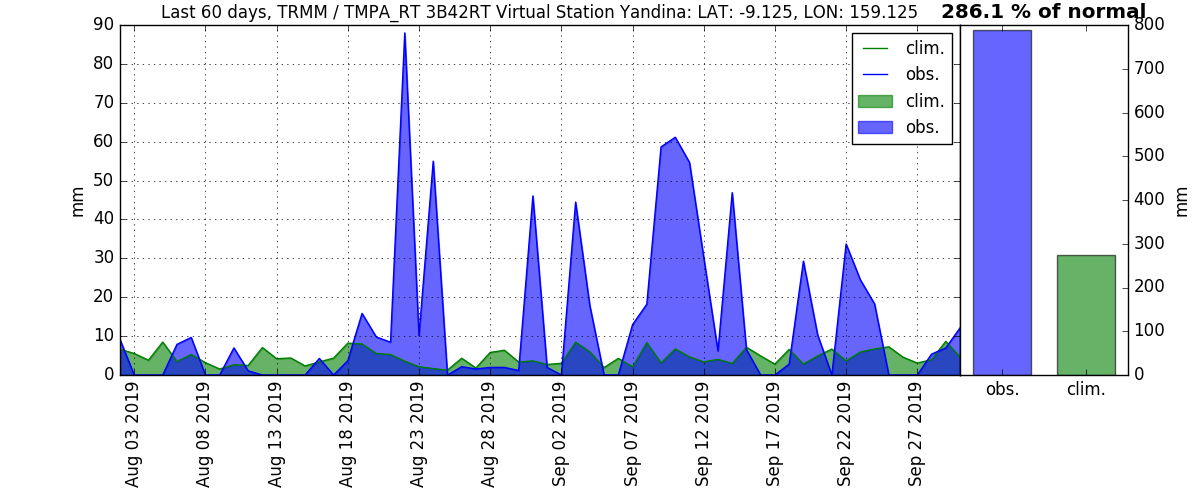 Last 60 days, TRMM / TMPA_RT 3B42RT Virtual Station Yandina: LAT: -9.125, LON: 159.125
286.1 % of normal
90
80
70
60
50
40
30
20
10
0
mm
clim.
obs.
clim.
obs.
Aug 03 2019
Aug 08 2019
Aug 13 2019
Aug 18 2019
Aug 23 2019
Aug 28 2019
Sep 02 2019
Sep 07 2019
Sep 12 2019
Sep 17 2019
Sep 22 2019
Sep 27 2019
800
700
600
500
400
300
200
100
0
mm
obs.
clim.